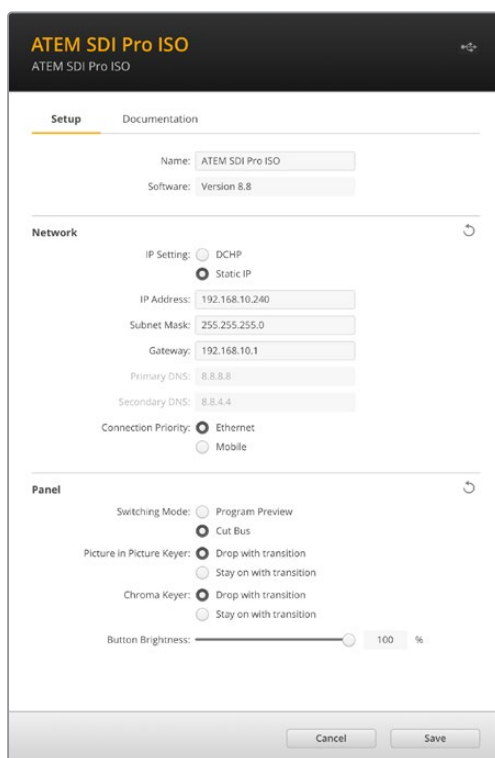 ATEM SDI Pro ISO
ATEM SDI Pro ISO
Setup Documentation
Name: ATEM SDI Pro ISO
Software: Version 8.8
Network
IP Setting: DCHP
Static IP
IP Address: 192.168.10.240
Subnet Mask: 255.255.255.0
Gateway: 192.168.10.1
Primary DNS: 8.8.8.8
Secondary DNS: 8.8.4.4
Connection Priority: Ethernet
Mobile
Panel
Switching Mode: Program Preview
Cut Bus
Picture in Picture Keyer: Drop with transition
Stay on with transition
Chroma Keyer: Drop with transition
Stay on with transition
Button Brightness: 100 %
Cancel Save